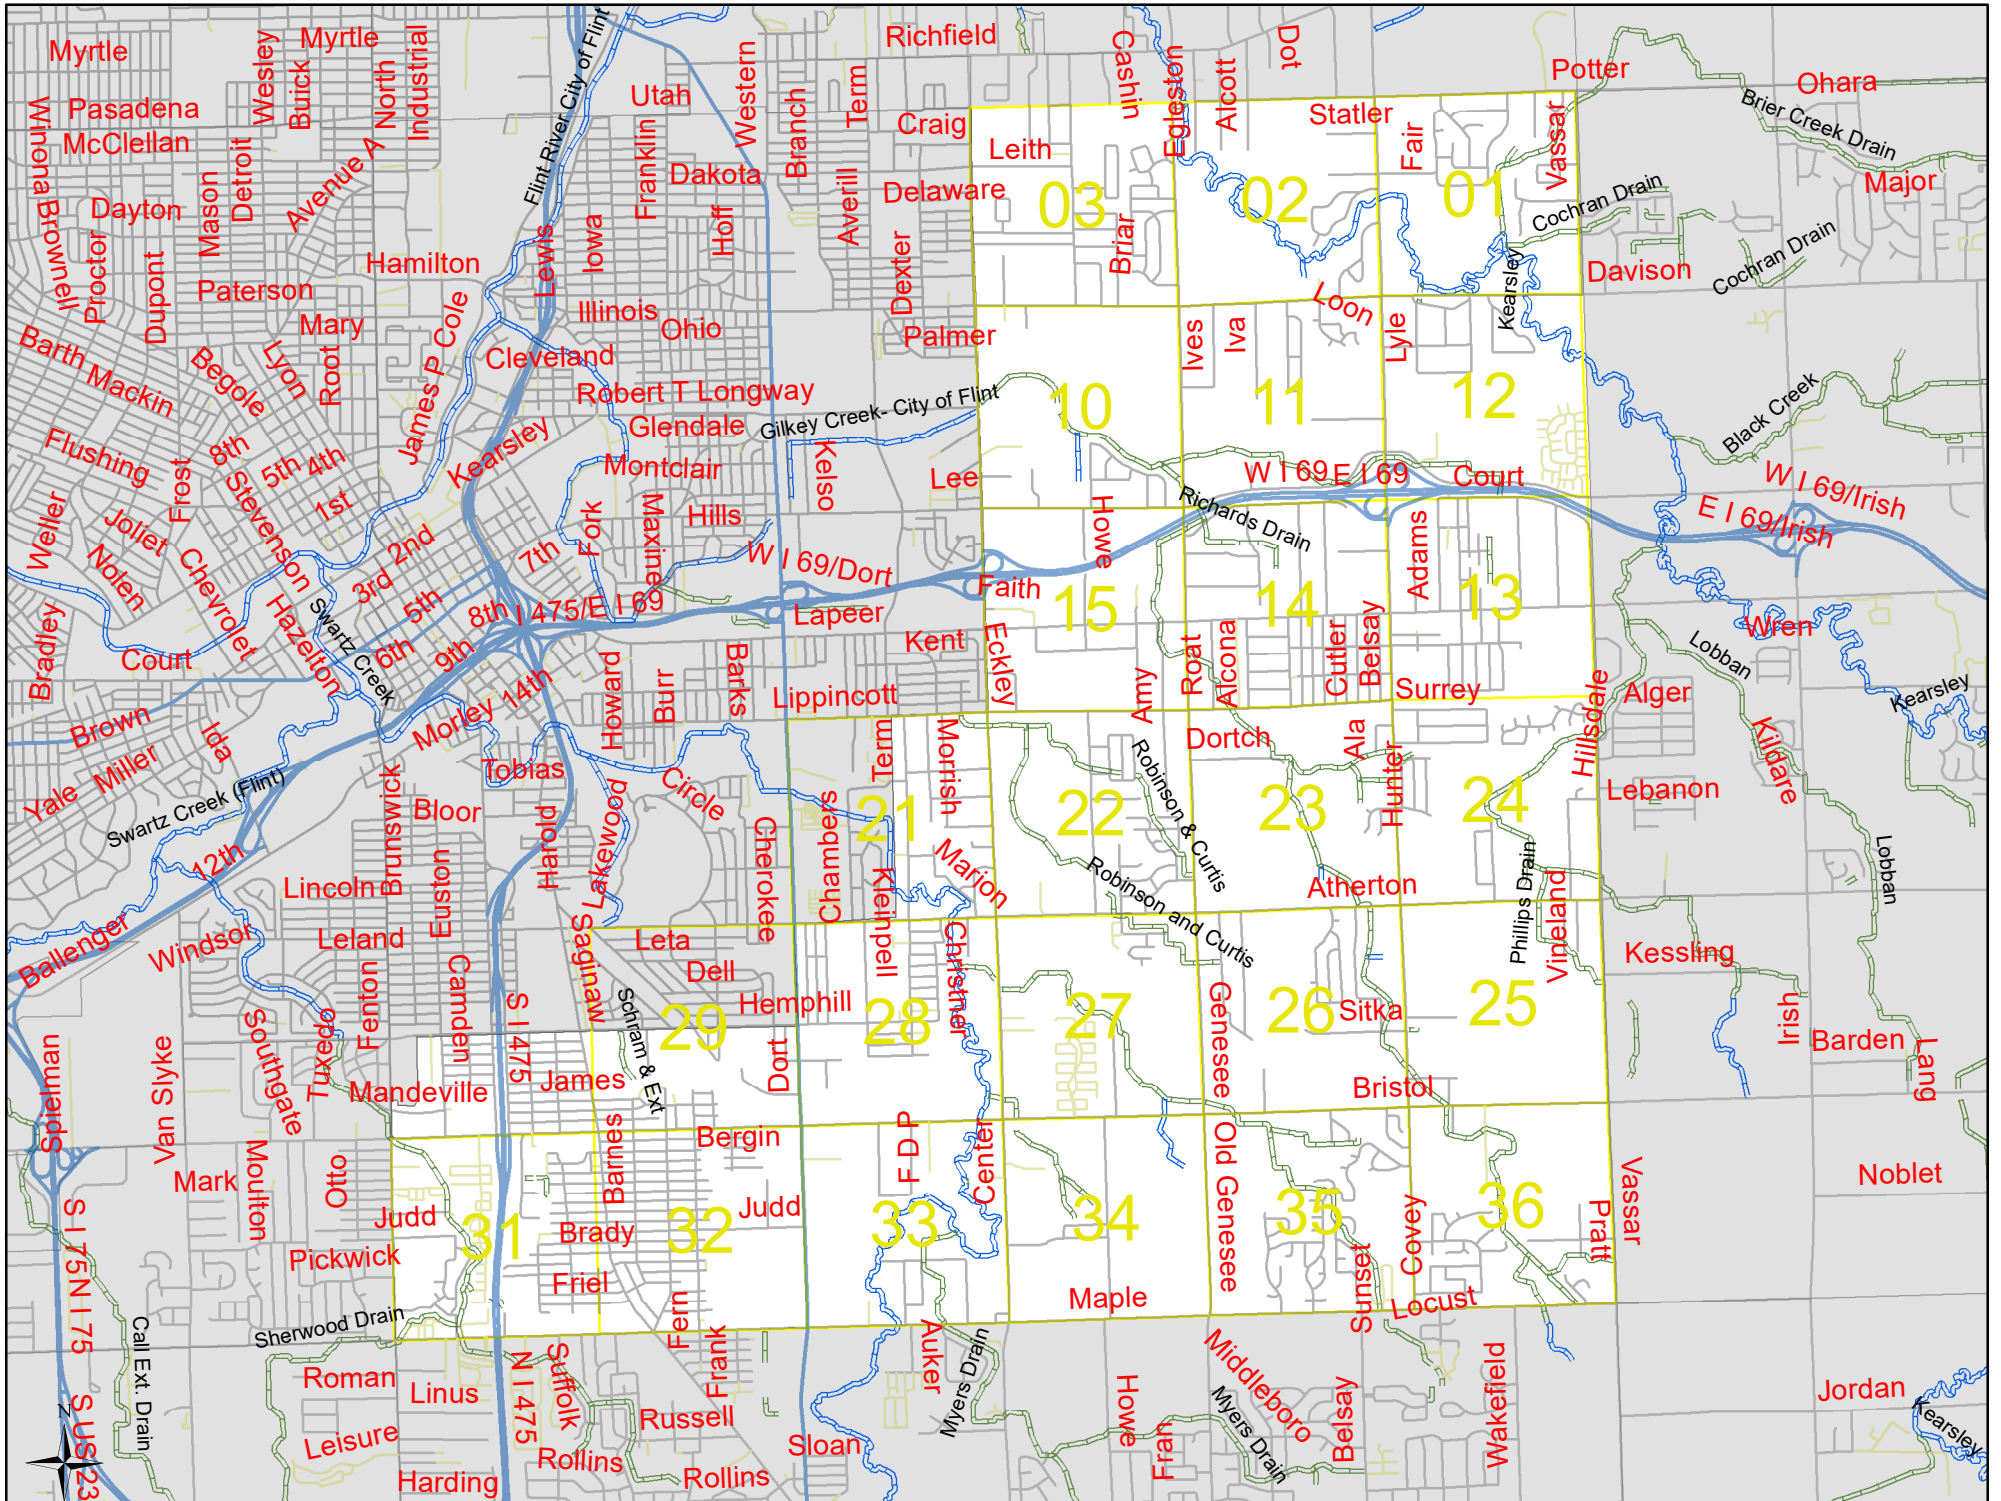 Myrtle
Wesley
Buick
Myrtle
North
Industrial
Flint River City of Flint
Utah
Western
Branch
Term
Richfield
Cashin
Egleston
Alcott
Dot
Potter
Ohara
Brier Creek Drain
Winona
Pasadena
McClellan
Detroit
Mason
Avenue A
Franklin
Dakota
Craig
Leith
Statler
Fair
Vassar
Major
Brownell
Dayton
Proctor
Dupont
Hamilton
Lewis
Iowa
Hoff
Averill
Delaware
03
02
01
Cochran Drain
Cochran Drain
Paterson
Mary
James P Cole
Illinois
Ohio
Dexter
Palmer
Briar
Loon
Kearsley
Davison
Barth
Mackin
Begole
Lyon
Root
Cleveland
Robert T Longway
Ives
Iva
Lyle
Flushing
Frost
8th
5th
4th
1st
Stevenson
Kearsley
Glendale
Gilkey Creek- City of Flint
10
11
12
Black Creek
Weller
Joliet
Nolen
Chevrolet
Montclair
Kelso
Lee
Howe
W I 69
E I 69
Court
W I 69/Irish
E I 69/Irish
2nd
3rd
5th
6th
7th
8th
9th
14th
Fork
Maxine
Hills
W I 69/Dort
Richards Drain
Adams
Bradley
Court
Hazelton
Swartz Creek
I 475/E I 69
Lapeer
Faith
15
14
13
Wren
Lobban
Kearsley
Brown
Ida
Morley
Howard
Burr
Barks
Kent
Lippincott
Eckley
Amy
Roat
Alcona
Cutler
Belsay
Surrey
Hillsdale
Alger
Kildare
Yale
Miller
Swartz Creek (Flint)
Tobias
Circle
Term
Morrish
Dortch
Ala
Hunter
Lebanon
12th
Brunswick
Bloor
Harold
Lakewood
Cherokee
Chambers
21
22
Robinson & Curtis
23
24
Lobban
Ballenger
Windsor
Lincoln
Euston
Leland
Saginaw
Leta
Dell
Kleinpell
Marion
Robinson and Curtis
Atherton
Phillips Drain
Vineland
Kessling
Fenton
Camden
S I 475
Schram & Ext
29
Hemphill
28
Christner
27
Genesee
26
Sitka
25
Irish
Barden
Lang
Spielman
Van Slyke
Southgate
Tuxedo
Mandeville
James
Dort
Bristol
Mark
Moulton
Otto
Judd
Barnes
Bergin
F D P
Center
Old Genesee
Vassar
Noblet
S I 75
N I 75
Pickwick
31
Brady
32
Judd
33
34
35
36
Covey
Pratt
Friel
Maple
Sunset
Locust
Sherwood Drain
Call Ext. Drain
S US 23
N
Roman
Linus
N I 475
Suffolk
Fern
Frank
Auker
Myers Drain
Howe
Fran
Middleboro
Myers Drain
Belsay
Wakefield
Jordan
Kearsley
Leisure
Harding
Rollins
Russell
Rollins
Sloan